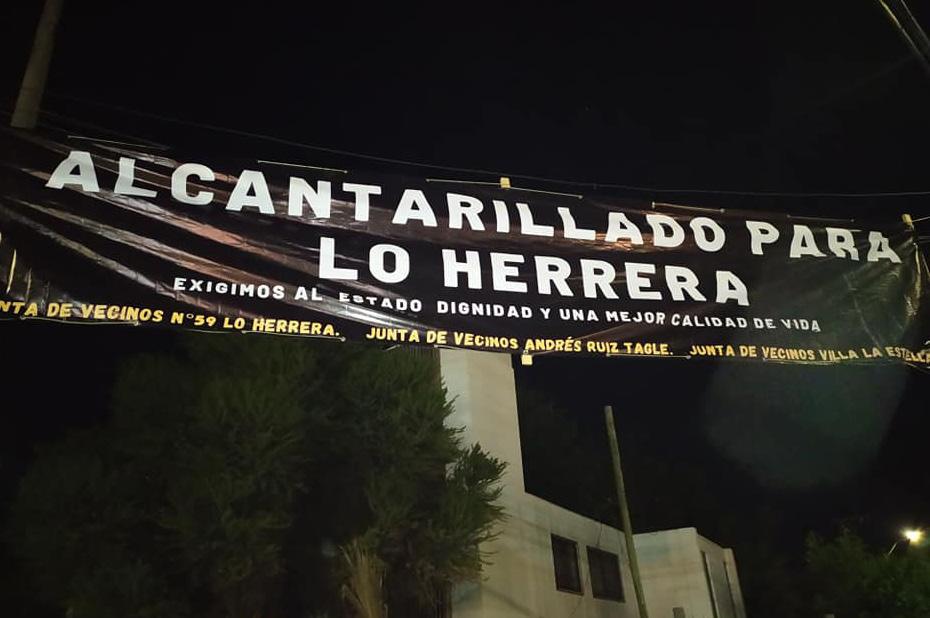 ALCANTARILLADO PARA
LO HERRERA
EXIGIMOS AL ESTADO DIGNIDAD Y UNA MEJOR CALIDAD DE VIDA
NTA DE VECINOS N°59 LO HERRERA. JUNTA DE VECINOS ANDRÉS RUIZ TAGLE. JUNTA DE VECINOS VILLA LA ESTELLA